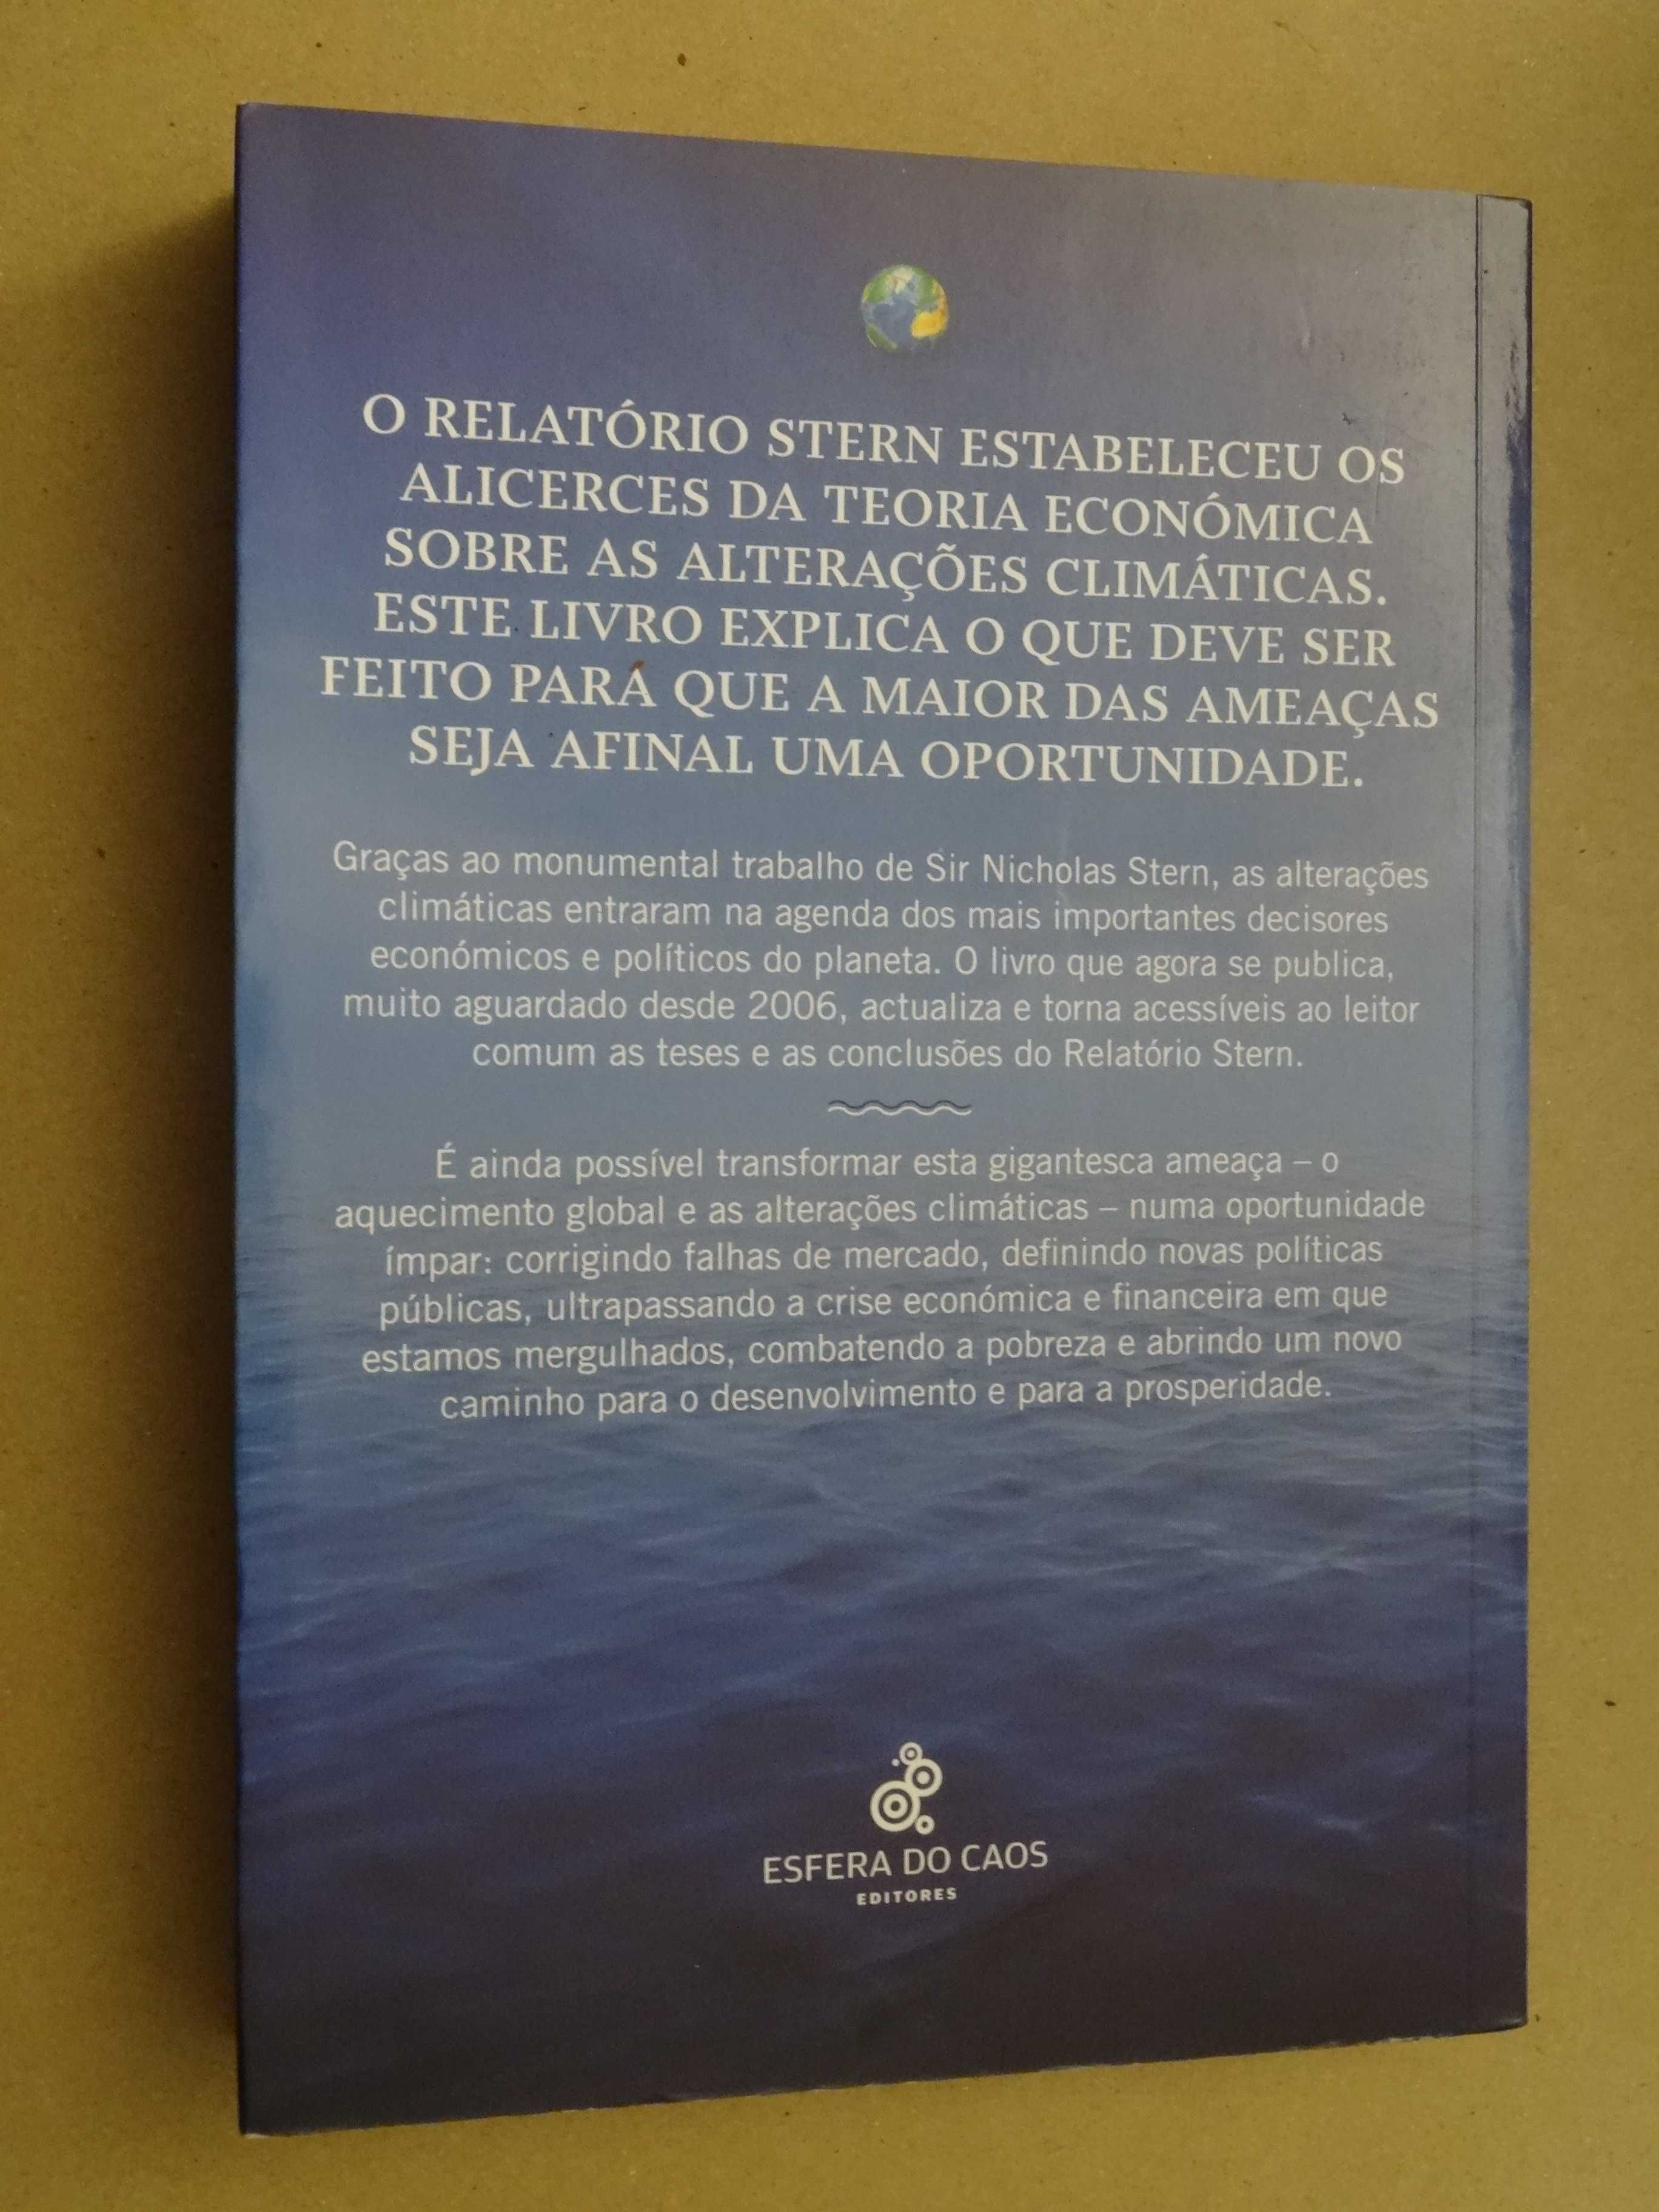 O RELATÓRIO STERN ESTABELECEU OS
ALICERCES DA TEORIA ECONÓMICA
SOBRE AS ALTERAÇÕES CLIMÁTICAS.
ESTE LIVRO EXPLICA O QUE DEVE SER
FEITO PARA QUE A MAIOR DAS AMEAÇAS
SEJA AFINAL UMA OPORTUNIDADE.
Graças ao monumental trabalho de Sir Nicholas Stern, as alterações
climáticas entraram na agenda dos mais importantes decisores
económicos e políticos do planeta. O livro que agora se publica,
muito aguardado desde 2006, actualiza e torna acessíveis ao leitor
comum as teses e as conclusões do Relatório Stern.
É ainda possível transformar esta gigantesca ameaça – o
aquecimento global e as alterações climáticas – numa oportunidade
ímpar: corrigindo falhas de mercado, definindo novas políticas
públicas, ultrapassando a crise económica e financeira em que
estamos mergulhados, combatendo a pobreza e abrindo um novo
caminho para o desenvolvimento e para a prosperidade.
ESFERA DO CAOS
EDITORES